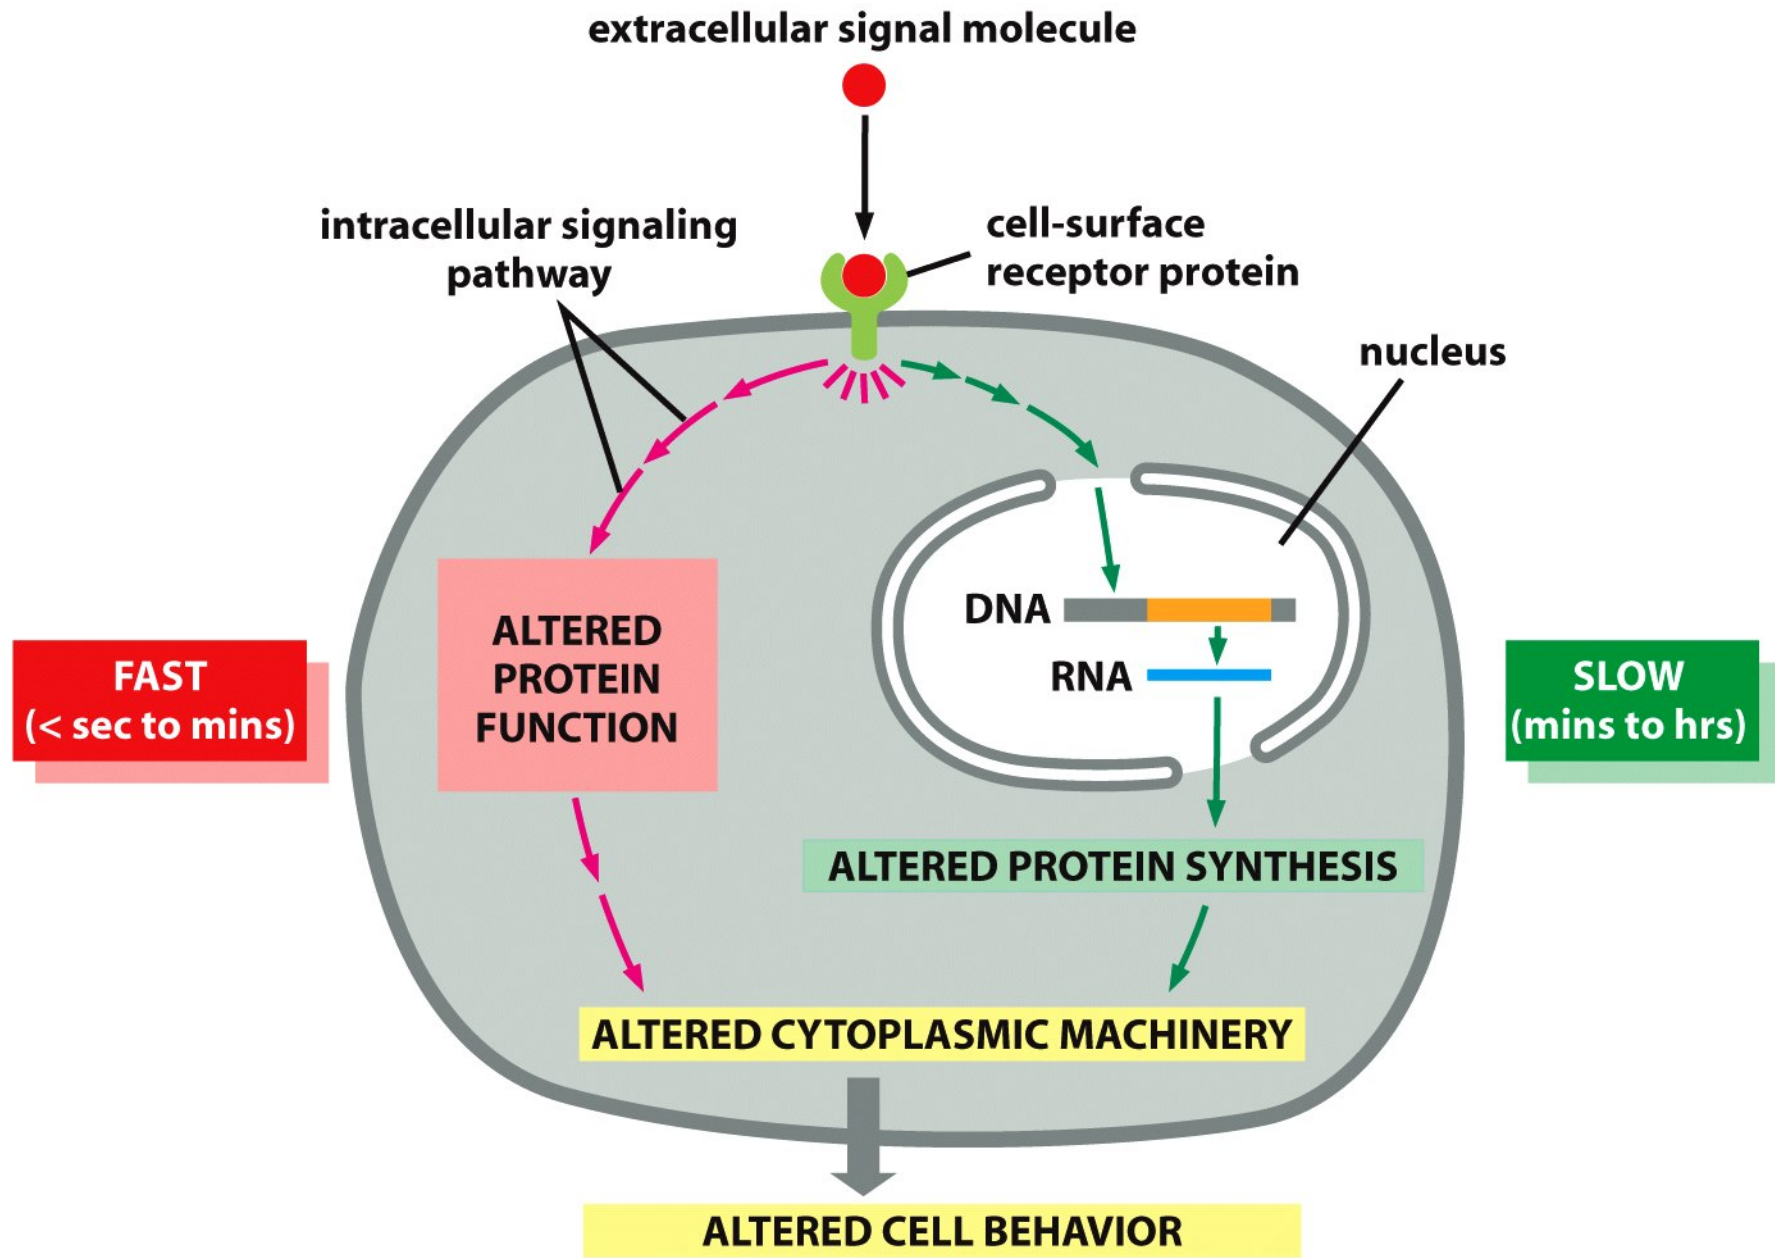 extracellular signal molecule
intracellular signaling
pathway
cell-surface
receptor protein
nucleus
DNA
RNA
ALTERED
PROTEIN
FUNCTION
FAST
(< sec to mins)
SLOW
(mins to hrs)
ALTERED PROTEIN SYNTHESIS
ALTERED CYTOPLASMIC MACHINERY
ALTERED CELL BEHAVIOR